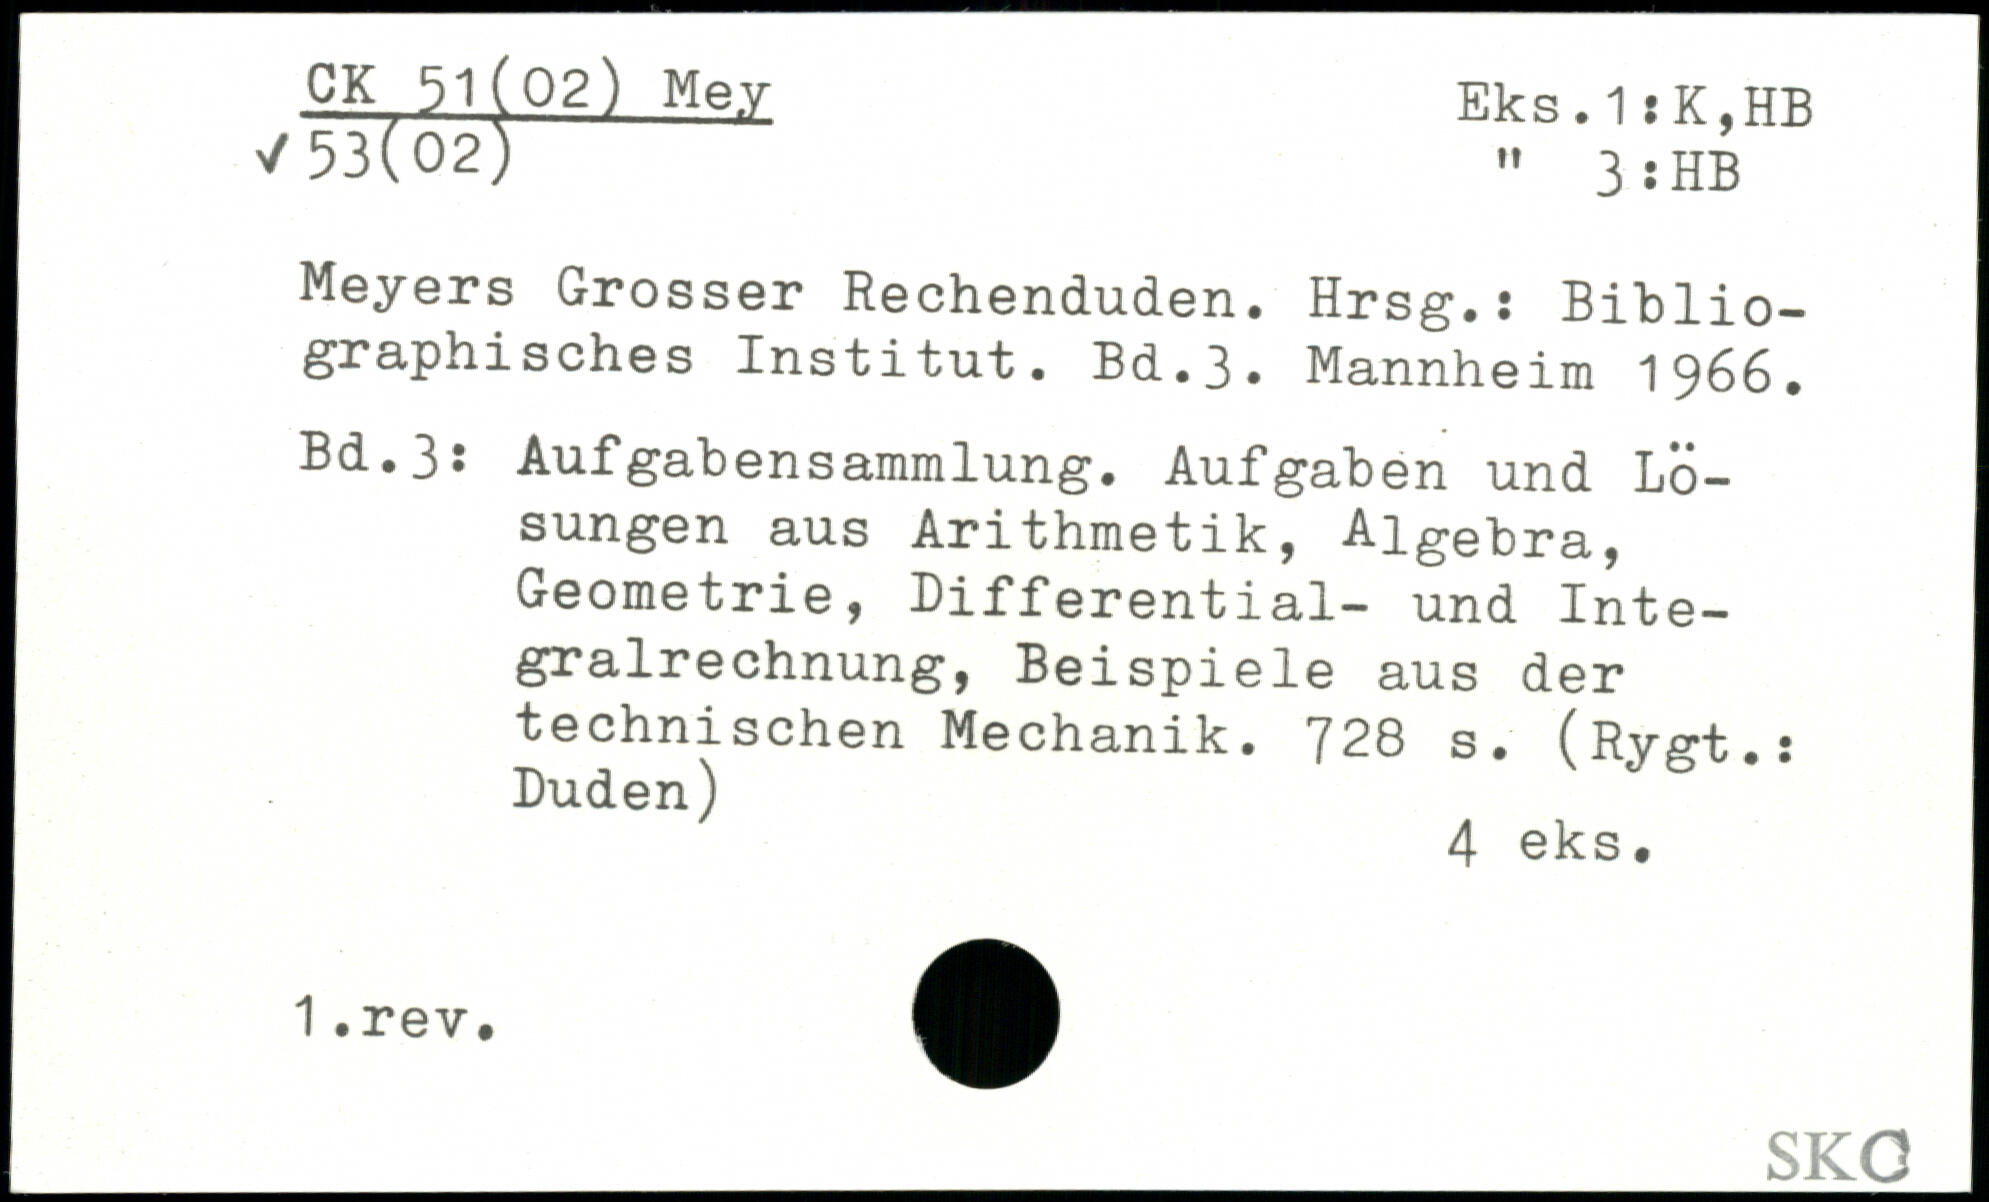 CK 51(02) Mey
Eks.1:K,HB
✓ 53(02)
" 3:HB
Meyers Grosser Rechenduden. Hrsg.: Biblio-
graphisches Institut. Bd.3. Mannheim 1966.
Bd.3: Aufgabensammlung. Aufgaben und Lö-
sungen aus Arithmetik, Algebra,
Geometrie, Differential- und Inte-
gralrechnung, Beispiele aus der
technischen Mechanik. 728 s. (Rygt.:
Duden)
4 eks.
1.rev.
SKC